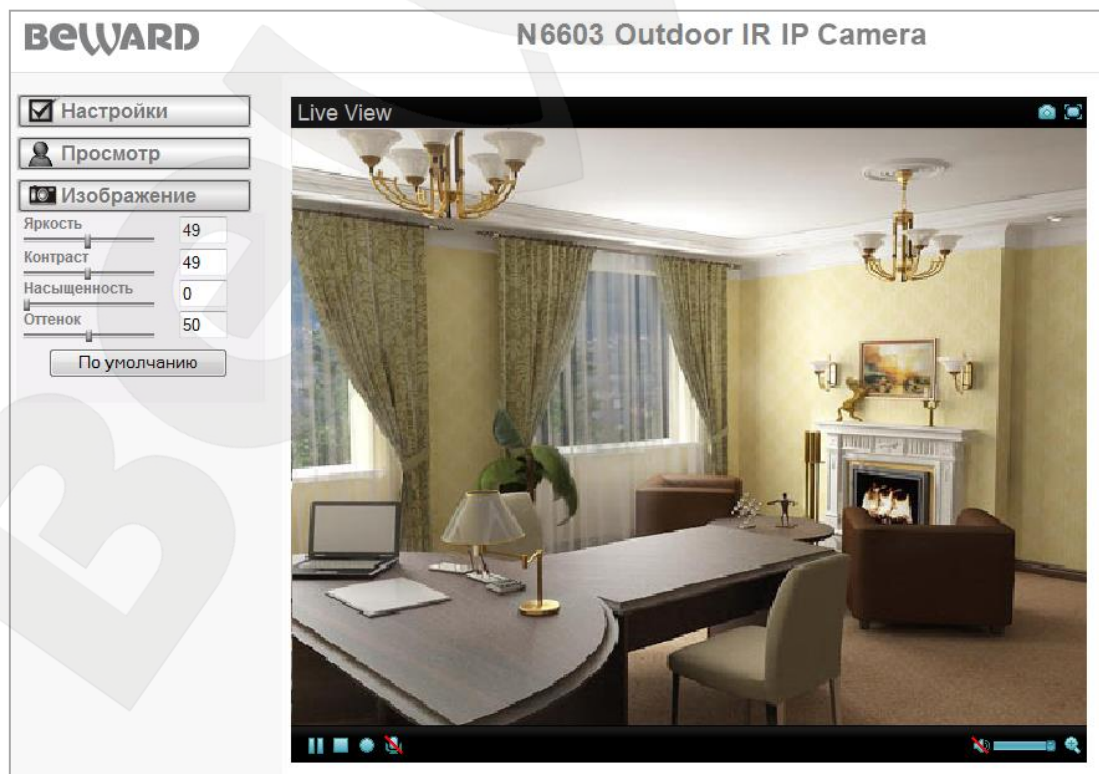 BEWARD
N6603 Outdoor IR IP Camera
Настройки
Просмотр
Изображение
Яркость 49
Контраст 49
Насыщенность 0
Оттенок 50
По умолчанию
Live View